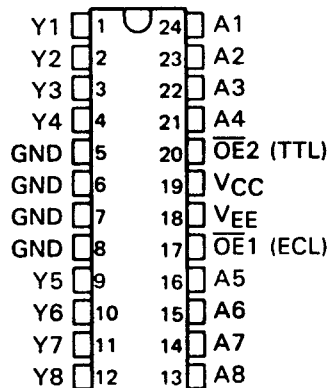 Y1 1 24 A1
Y2 2 23 A2
Y3 3 22 A3
Y4 4 21 A4
GND 5 20 O̅E̅2 (TTL)
GND 6 19 VCC
GND 7 18 VEE
GND 8 17 O̅E̅1 (ECL)
Y5 9 16 A5
Y6 10 15 A6
Y7 11 14 A7
Y8 12 13 A8